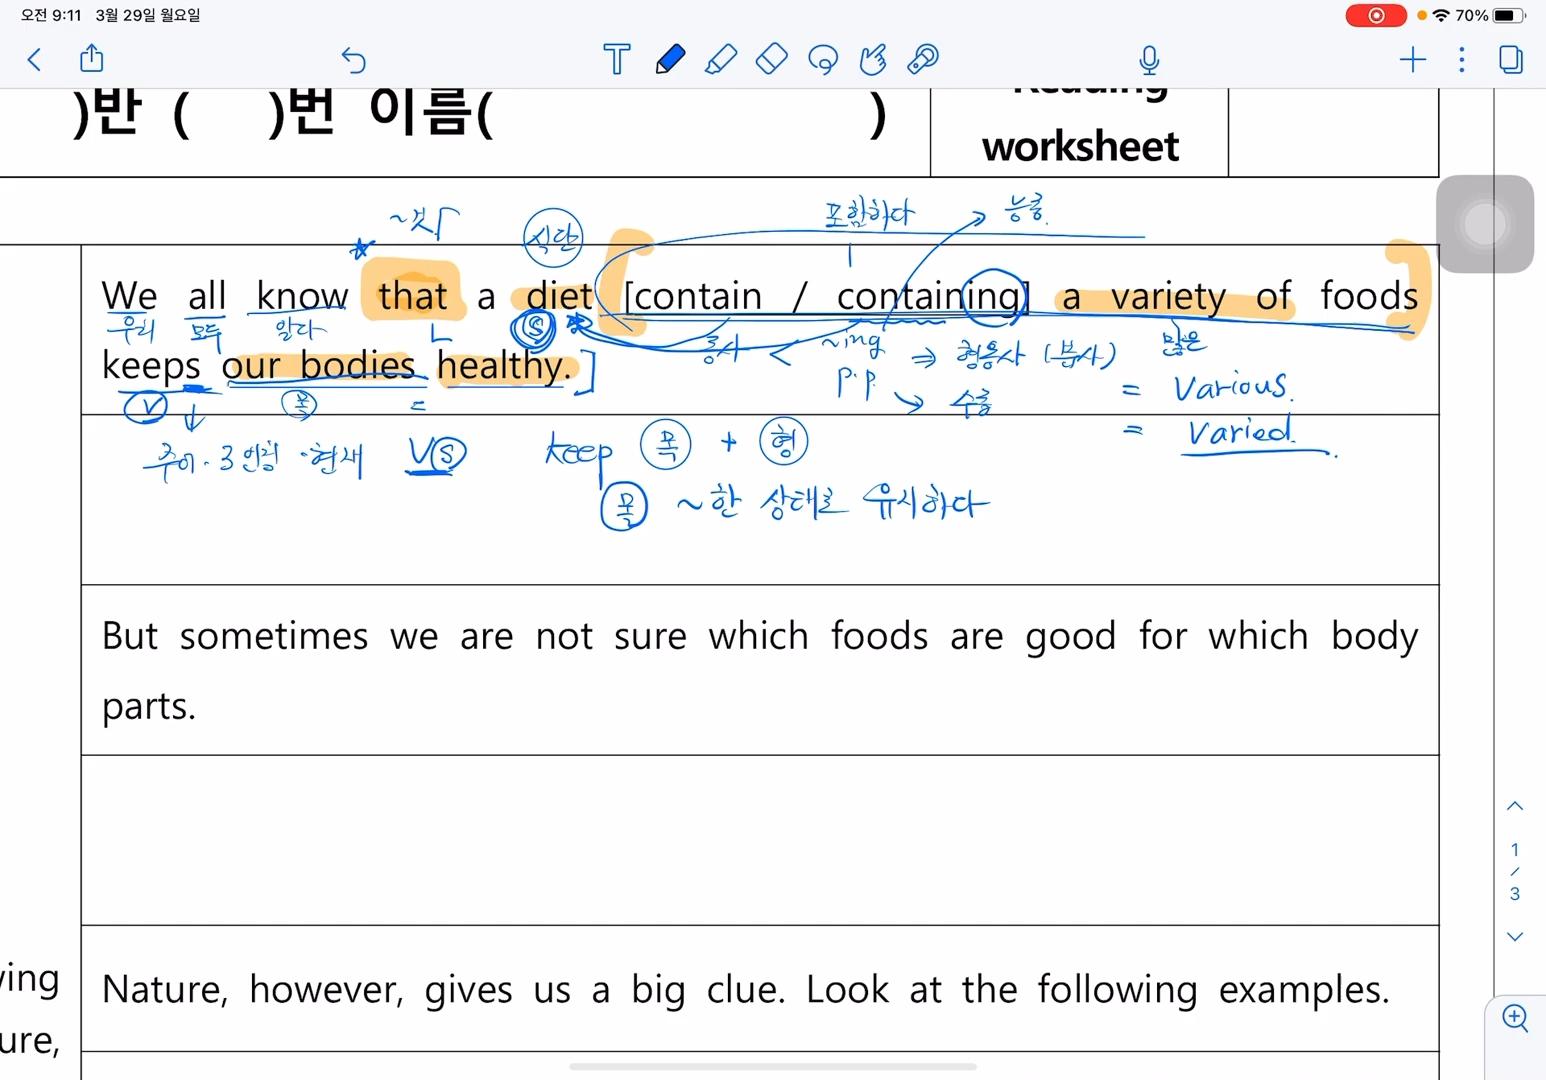 오전 9:11 3월 29일 월요일
70%
)반 ( )번 이름( )
Reading
worksheet
~것
식단
포함하다
능동
We all know that a diet [contain / containing] a variety of foods
우리 모두 알다
S
동사 < ~ing ⇒ 형용사 (분사)
많은
keeps our bodies healthy.]
p.p → 수동
= Various.
V
목
=
= Varied.
주어·3인칭·현재 V(S)
keep 목 + 형
목 ~한 상태로 유지하다
But sometimes we are not sure which foods are good for which body
parts.
1
/
3
ving
Nature, however, gives us a big clue. Look at the following examples.
ure,